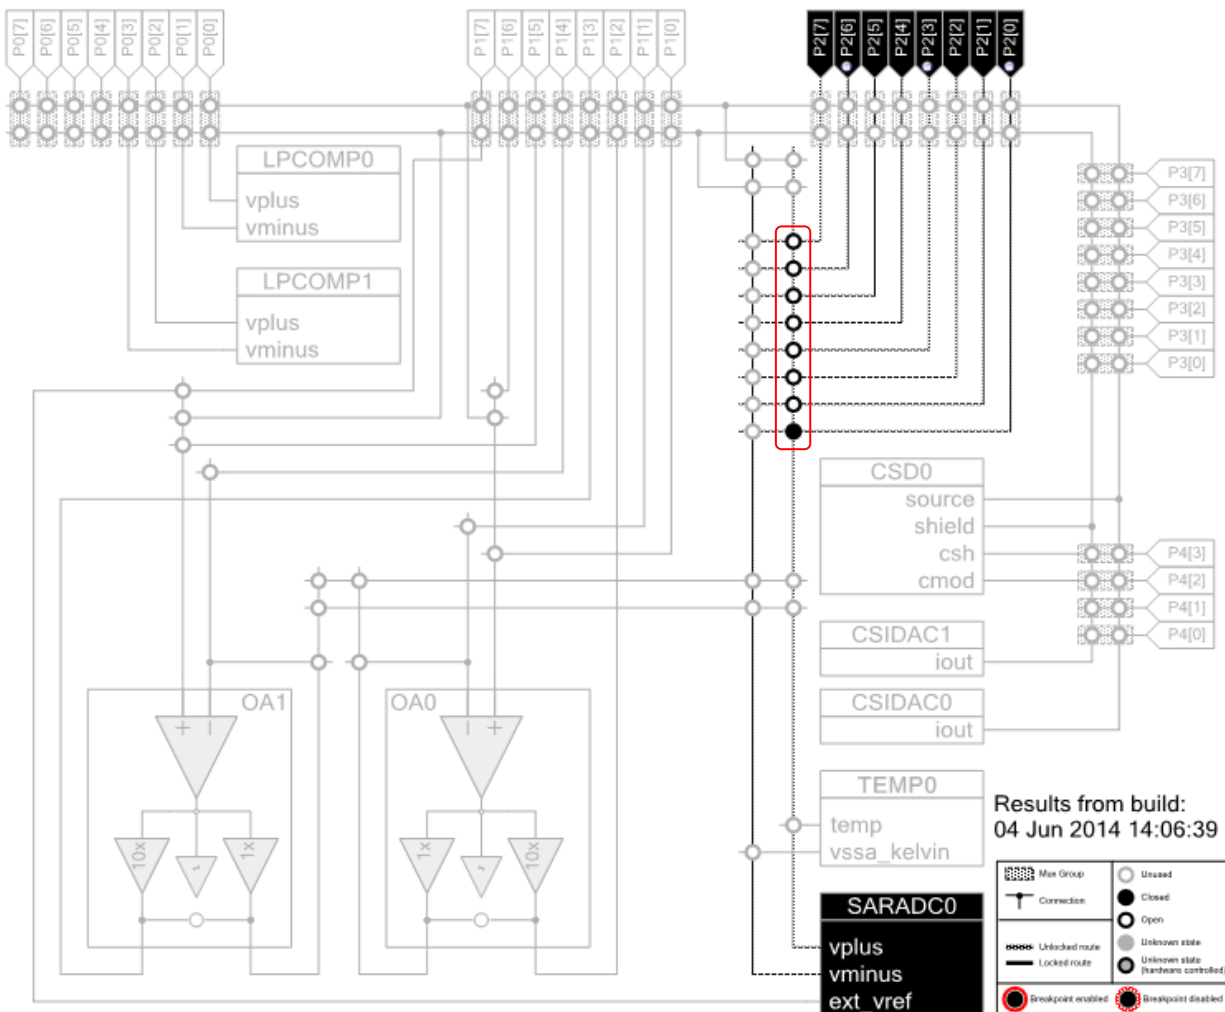 P0[7]
P0[6]
P0[5]
P0[4]
P0[3]
P0[2]
P0[1]
P0[0]
P1[7]
P1[6]
P1[5]
P1[4]
P1[3]
P1[2]
P1[1]
P1[0]
P2[7]
P2[6]
P2[5]
P2[4]
P2[3]
P2[2]
P2[1]
P2[0]
LPCOMP0
vplus
vminus
LPCOMP1
vplus
vminus
P3[7]
P3[6]
P3[5]
P3[4]
P3[3]
P3[2]
P3[1]
P3[0]
CSD0
source
shield
csh
cmod
P4[3]
P4[2]
P4[1]
P4[0]
CSIDAC1
iout
CSIDAC0
iout
OA1
10x
1x
OA0
1x
10x
TEMP0
temp
vssa_kelvin
SARADC0
vplus
vminus
ext_vref
Results from build:
04 Jun 2014 14:06:39
Mux Group
Connection
Unlocked route
Locked route
Unused
Closed
Open
Unknown state
Unknown state
(hardware controlled)
Breakpoint enabled
Breakpoint disabled